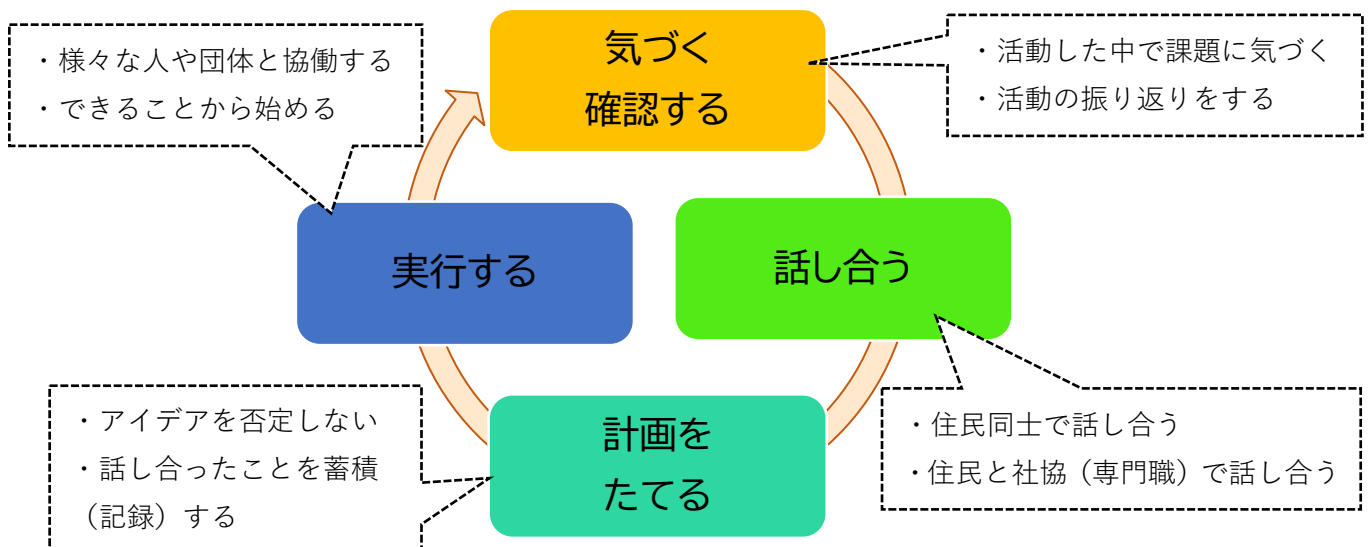 気づく
確認する
・活動した中で課題に気づく
・活動の振り返りをする
話し合う
・住民同士で話し合う
・住民と社協（専門職）で話し合う
計画を
たてる
・アイデアを否定しない
・話し合ったことを蓄積
（記録）する
実行する
・様々な人や団体と協働する
・できることから始める